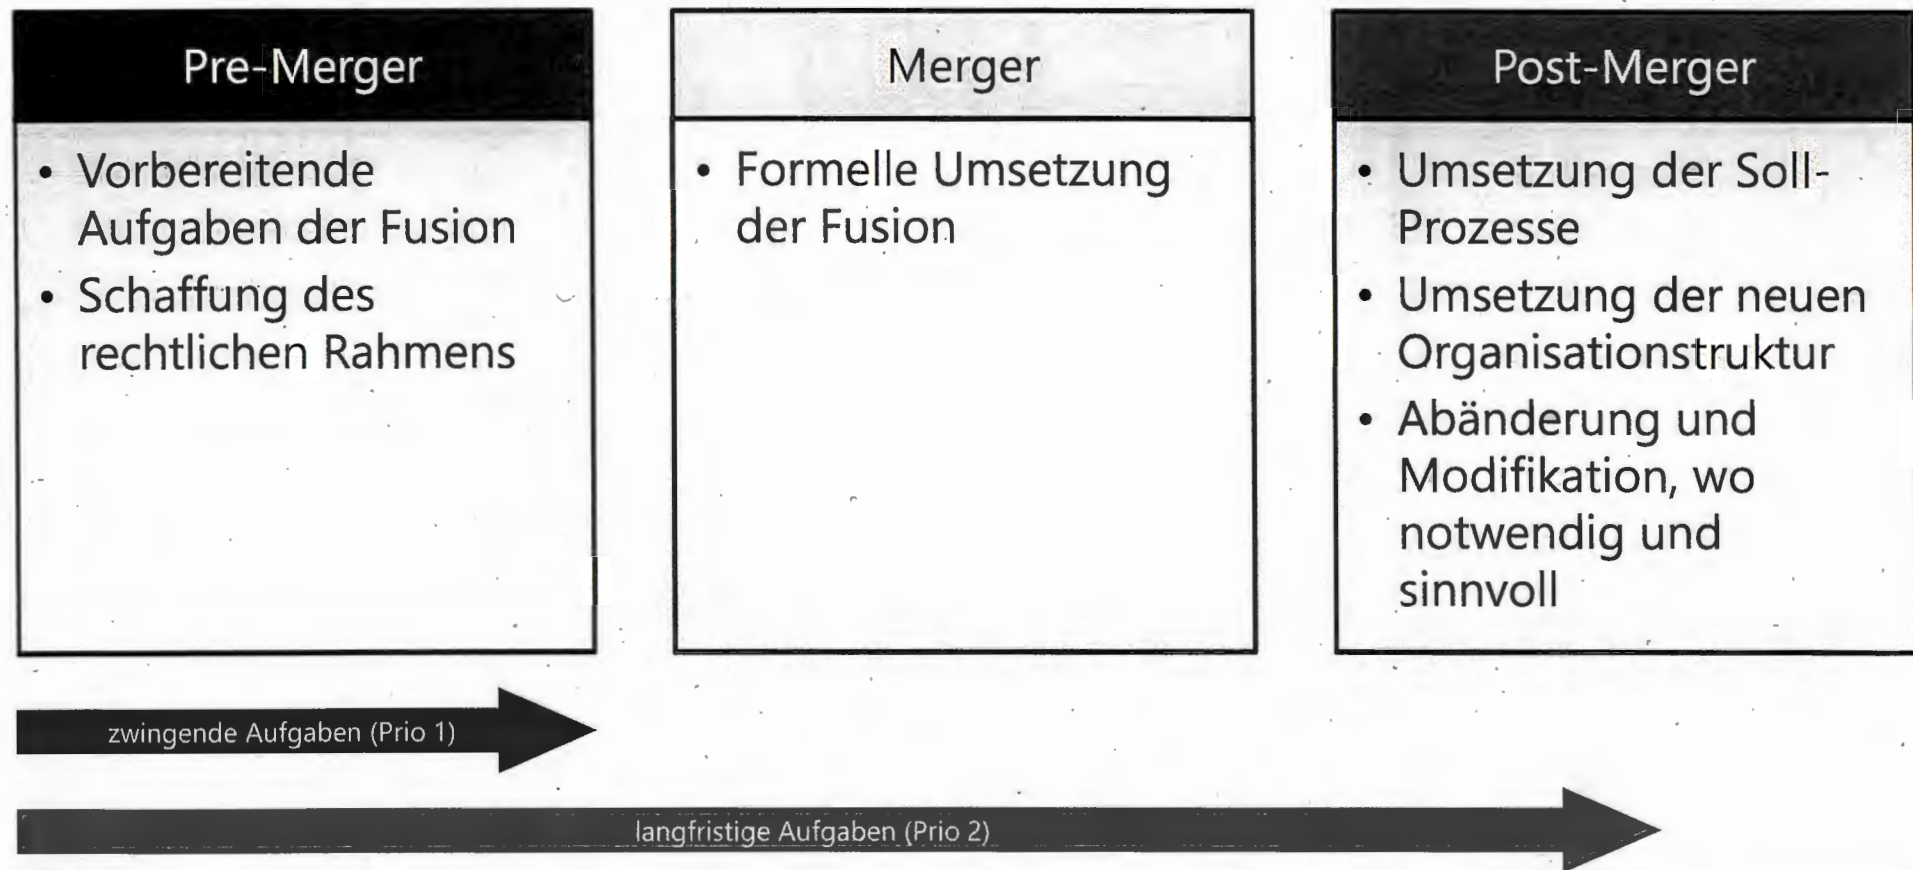 Pre-Merger
• Vorbereitende
Aufgaben der Fusion
• Schaffung des
rechtlichen Rahmens
Merger
• Formelle Umsetzung
der Fusion
Post-Merger
• Umsetzung der Soll-
Prozesse
• Umsetzung der neuen
Organisationstruktur
• Abänderung und
Modifikation, wo
notwendig und
sinnvoll
zwingende Aufgaben (Prio 1)
langfristige Aufgaben (Prio 2)